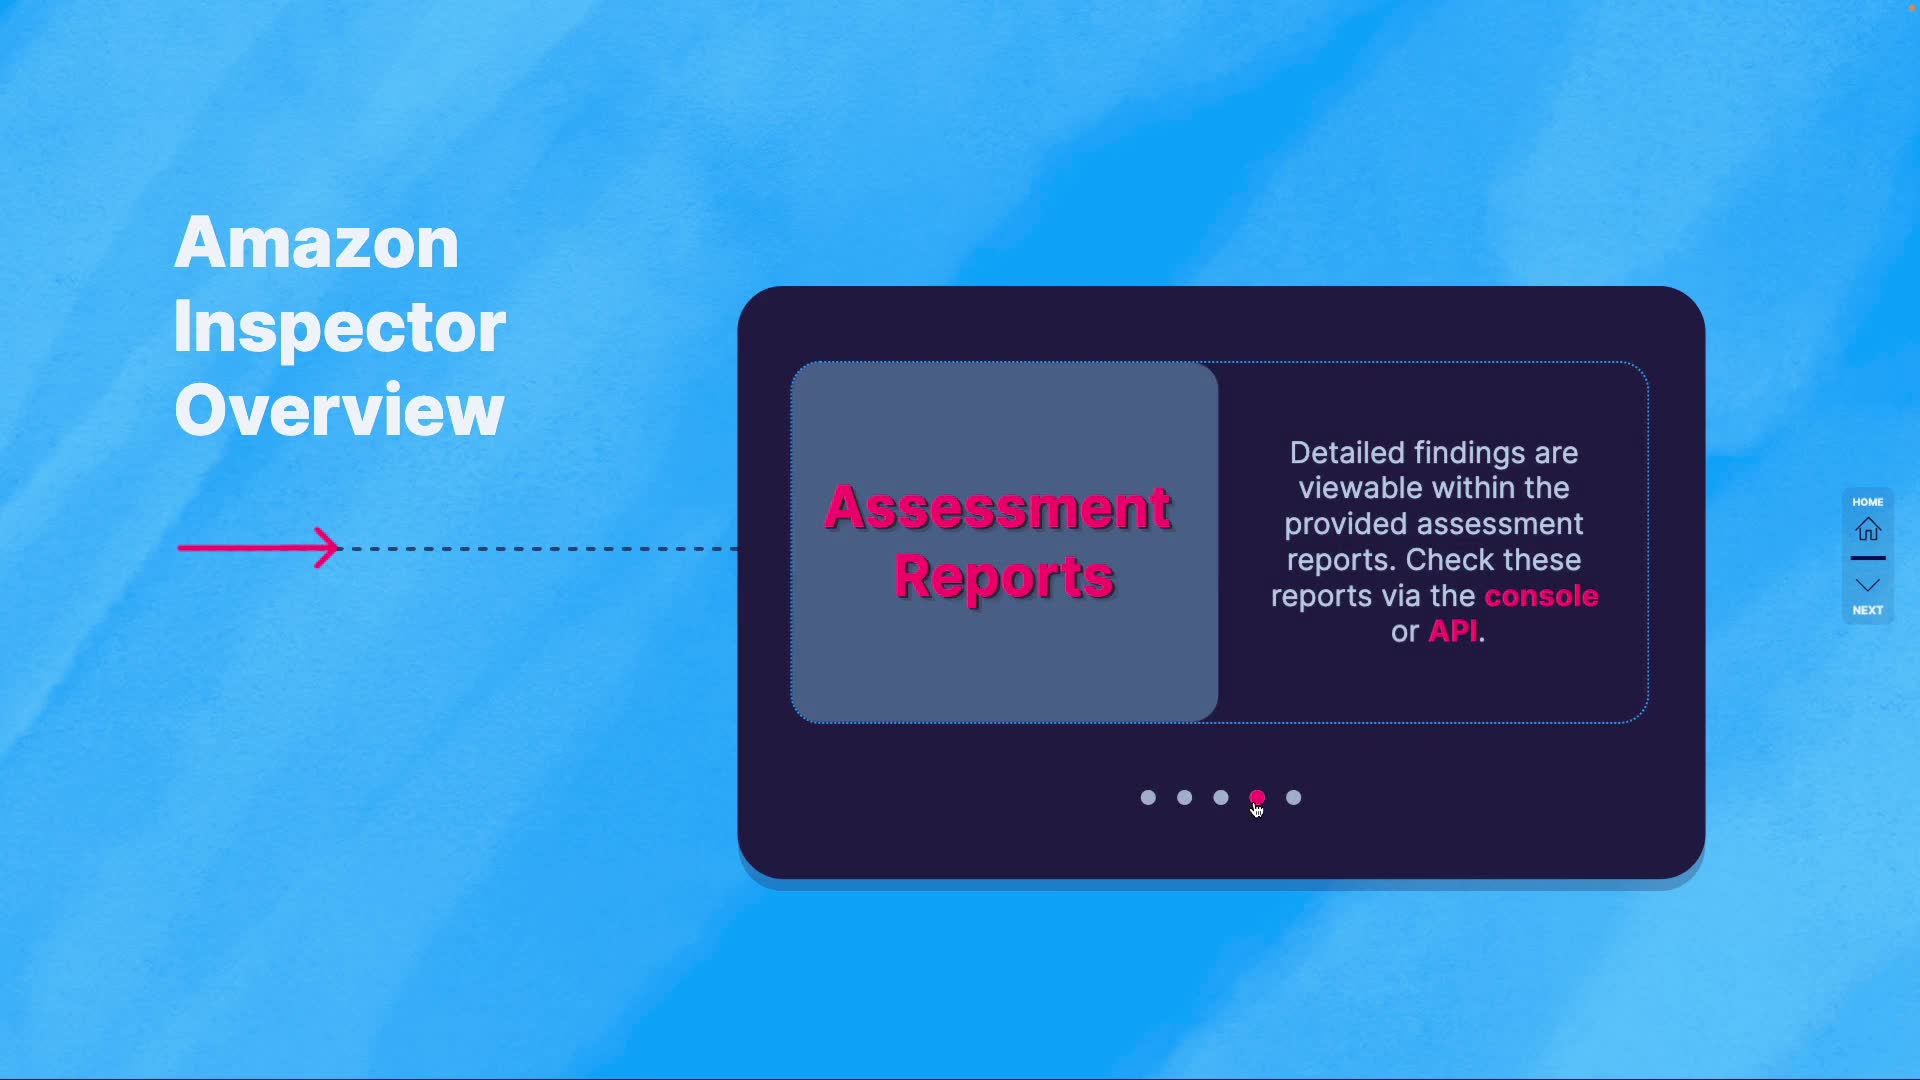 Amazon
Inspector
Overview
Assessment
Reports
Detailed findings are
viewable within the
provided assessment
reports. Check these
reports via the console
or API.
HOME
NEXT